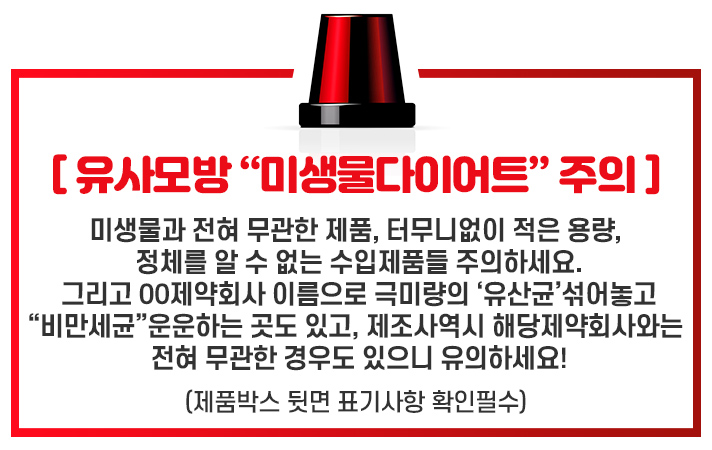 [ 유사모방 “미생물다이어트” 주의 ]
미생물과 전혀 무관한 제품, 터무니없이 적은 용량,
정체를 알 수 없는 수입제품들 주의하세요.
그리고 OO제약회사 이름으로 극미량의 ‘유산균’섞어놓고
“비만세균”운운하는 곳도 있고, 제조사역시 해당제약회사와는
전혀 무관한 경우도 있으니 유의하세요!
(제품박스 뒷면 표기사항 확인필수)